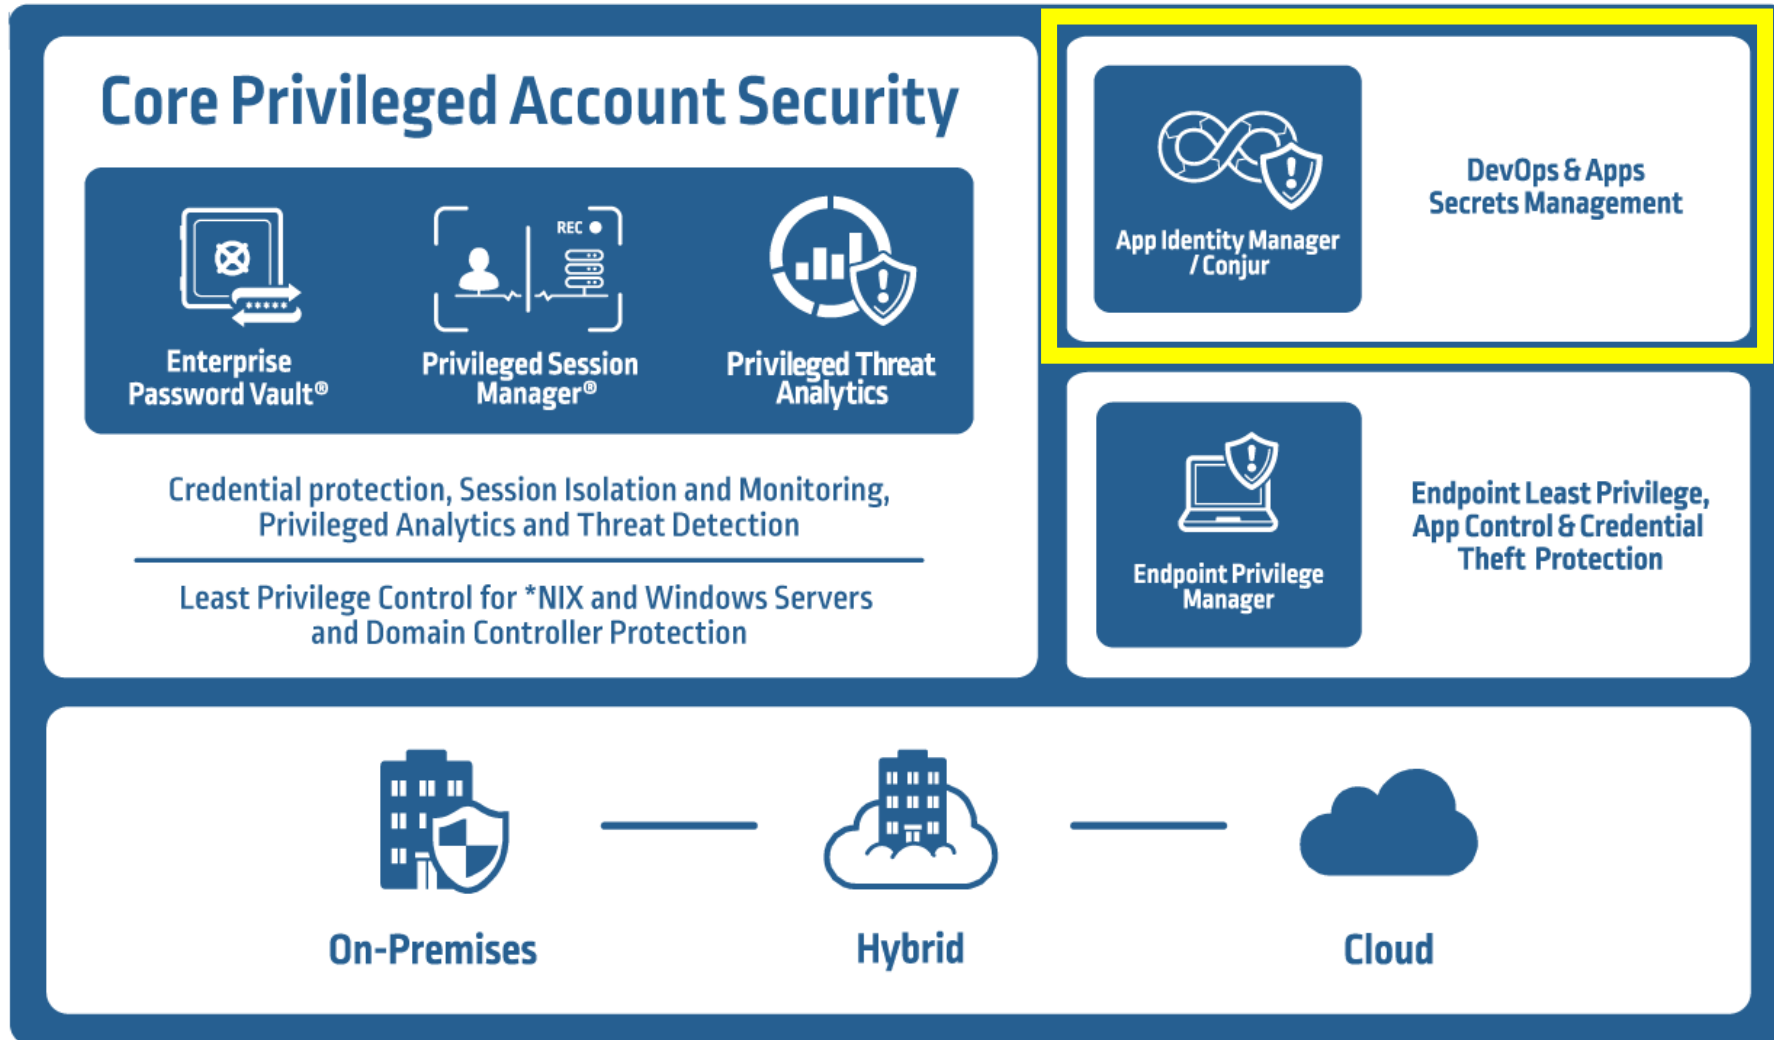 Core Privileged Account Security
REC
Enterprise
Password Vault®
Privileged Session
Manager®
Privileged Threat
Analytics
Credential protection, Session Isolation and Monitoring,
Privileged Analytics and Threat Detection
Least Privilege Control for *NIX and Windows Servers
and Domain Controller Protection
App Identity Manager
/ Conjur
DevOps & Apps
Secrets Management
Endpoint Privilege
Manager
Endpoint Least Privilege,
App Control & Credential
Theft Protection
On-Premises
Hybrid
Cloud